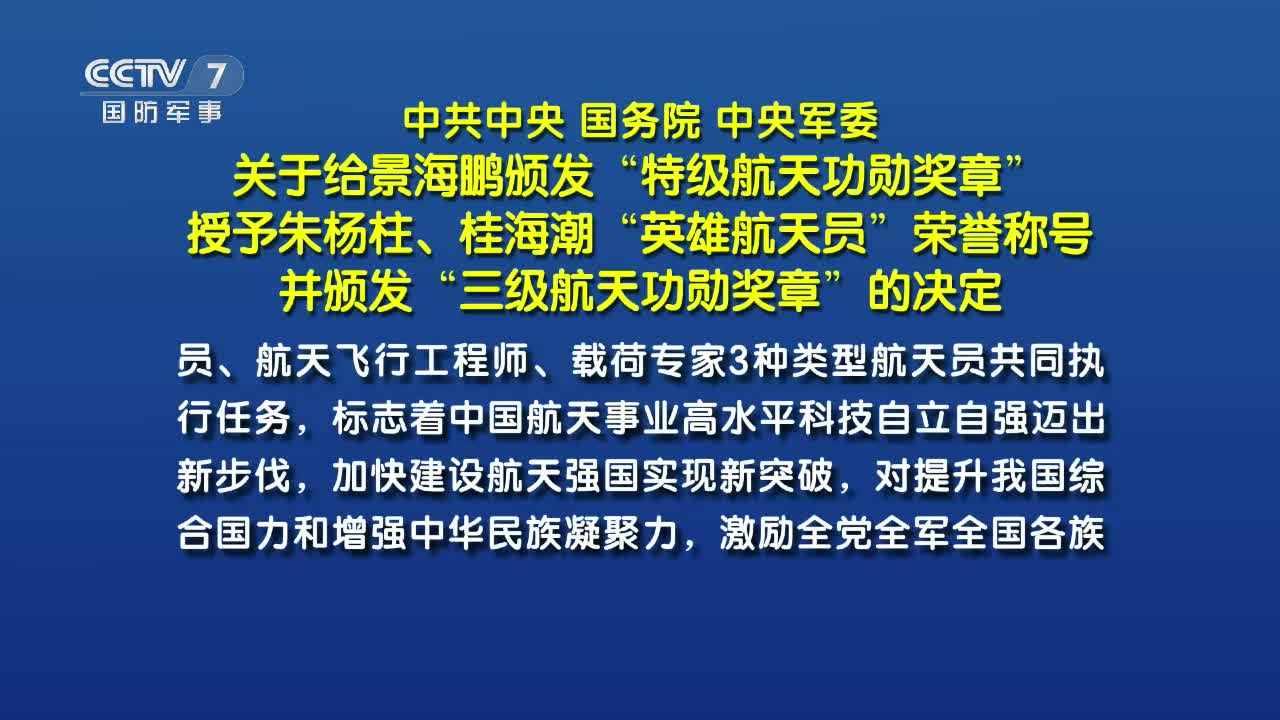 CCTV 7
国防军事
中共中央 国务院 中央军委
关于给景海鹏颁发“特级航天功勋奖章”
授予朱杨柱、桂海潮“英雄航天员”荣誉称号
并颁发“三级航天功勋奖章”的决定
员、航天飞行工程师、载荷专家3种类型航天员共同执
行任务，标志着中国航天事业高水平科技自立自强迈出
新步伐，加快建设航天强国实现新突破，对提升我国综
合国力和增强中华民族凝聚力，激励全党全军全国各族